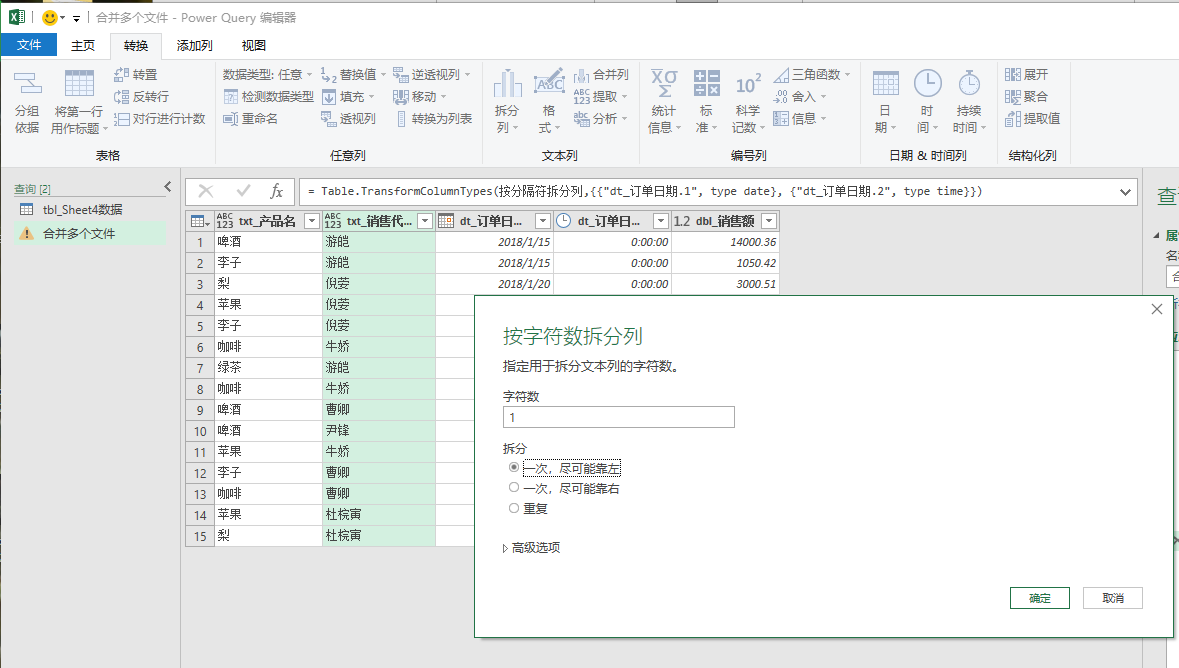 合并多个文件 - Power Query 编辑器
文件 主页 转换 添加列 视图
分组依据 将第一行用作标题 转置 反转行 对行进行计数
表格
数据类型: 任意 检测数据类型 重命名 替换值 填充 透视列 逆透视列 移动 转换为列表
任意列
拆分列 格式 合并列 提取 分析
文本列
统计信息 标准 科学记数 三角函数 舍入 信息
编号列
日期 时间 持续时间
日期 & 时间列
展开 聚合 提取值
结构化列
查询 [2]
tbl_Sheet4数据
合并多个文件
fx = Table.TransformColumnTypes(按分隔符拆分列,{{"dt_订单日期.1", type date}, {"dt_订单日期.2", type time}})
ABC 123 txt_产品名 ABC 123 txt_销售代... dt_订单日... dt_订单日... 1.2 dbl_销售额
1 啤酒 游皑 2018/1/15 0:00:00 14000.36
2 李子 游皑 2018/1/15 0:00:00 1050.42
3 梨 倪菨 2018/1/20 0:00:00 3000.51
4 苹果 倪菨
5 李子 倪菨
6 咖啡 牛娇
7 绿茶 游皑
8 咖啡 牛娇
9 啤酒 曹卿
10 啤酒 尹锋
11 苹果 牛娇
12 李子 曹卿
13 咖啡 曹卿
14 苹果 杜梡寅
15 梨 杜梡寅
按字符数拆分列
指定用于拆分文本列的字符数。
字符数
1
拆分
一次，尽可能靠左
一次，尽可能靠右
重复
高级选项
确定 取消